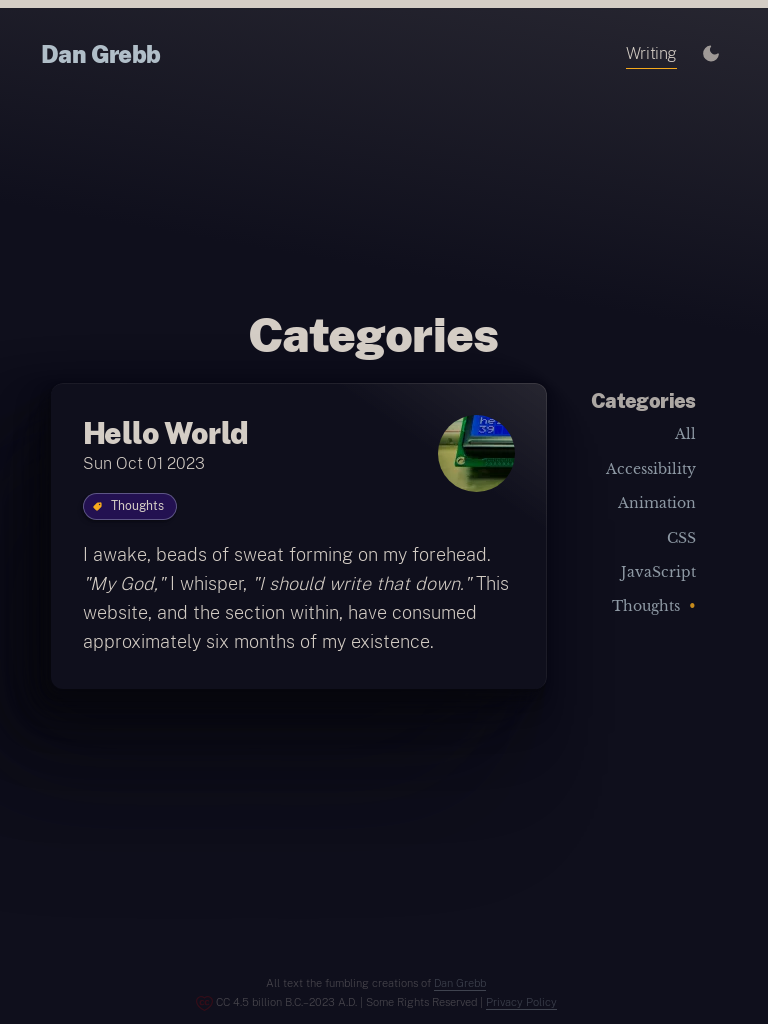 Dan Grebb
Writing
Categories
Hello World
Sun Oct 01 2023
Thoughts
I awake, beads of sweat forming on my forehead.
"My God," I whisper, "I should write that down." This
website, and the section within, have consumed
approximately six months of my existence.
Categories
All
Accessibility
Animation
CSS
JavaScript
Thoughts •
All text the fumbling creations of Dan Grebb
CC 4.5 billion B.C.–2023 A.D. | Some Rights Reserved | Privacy Policy